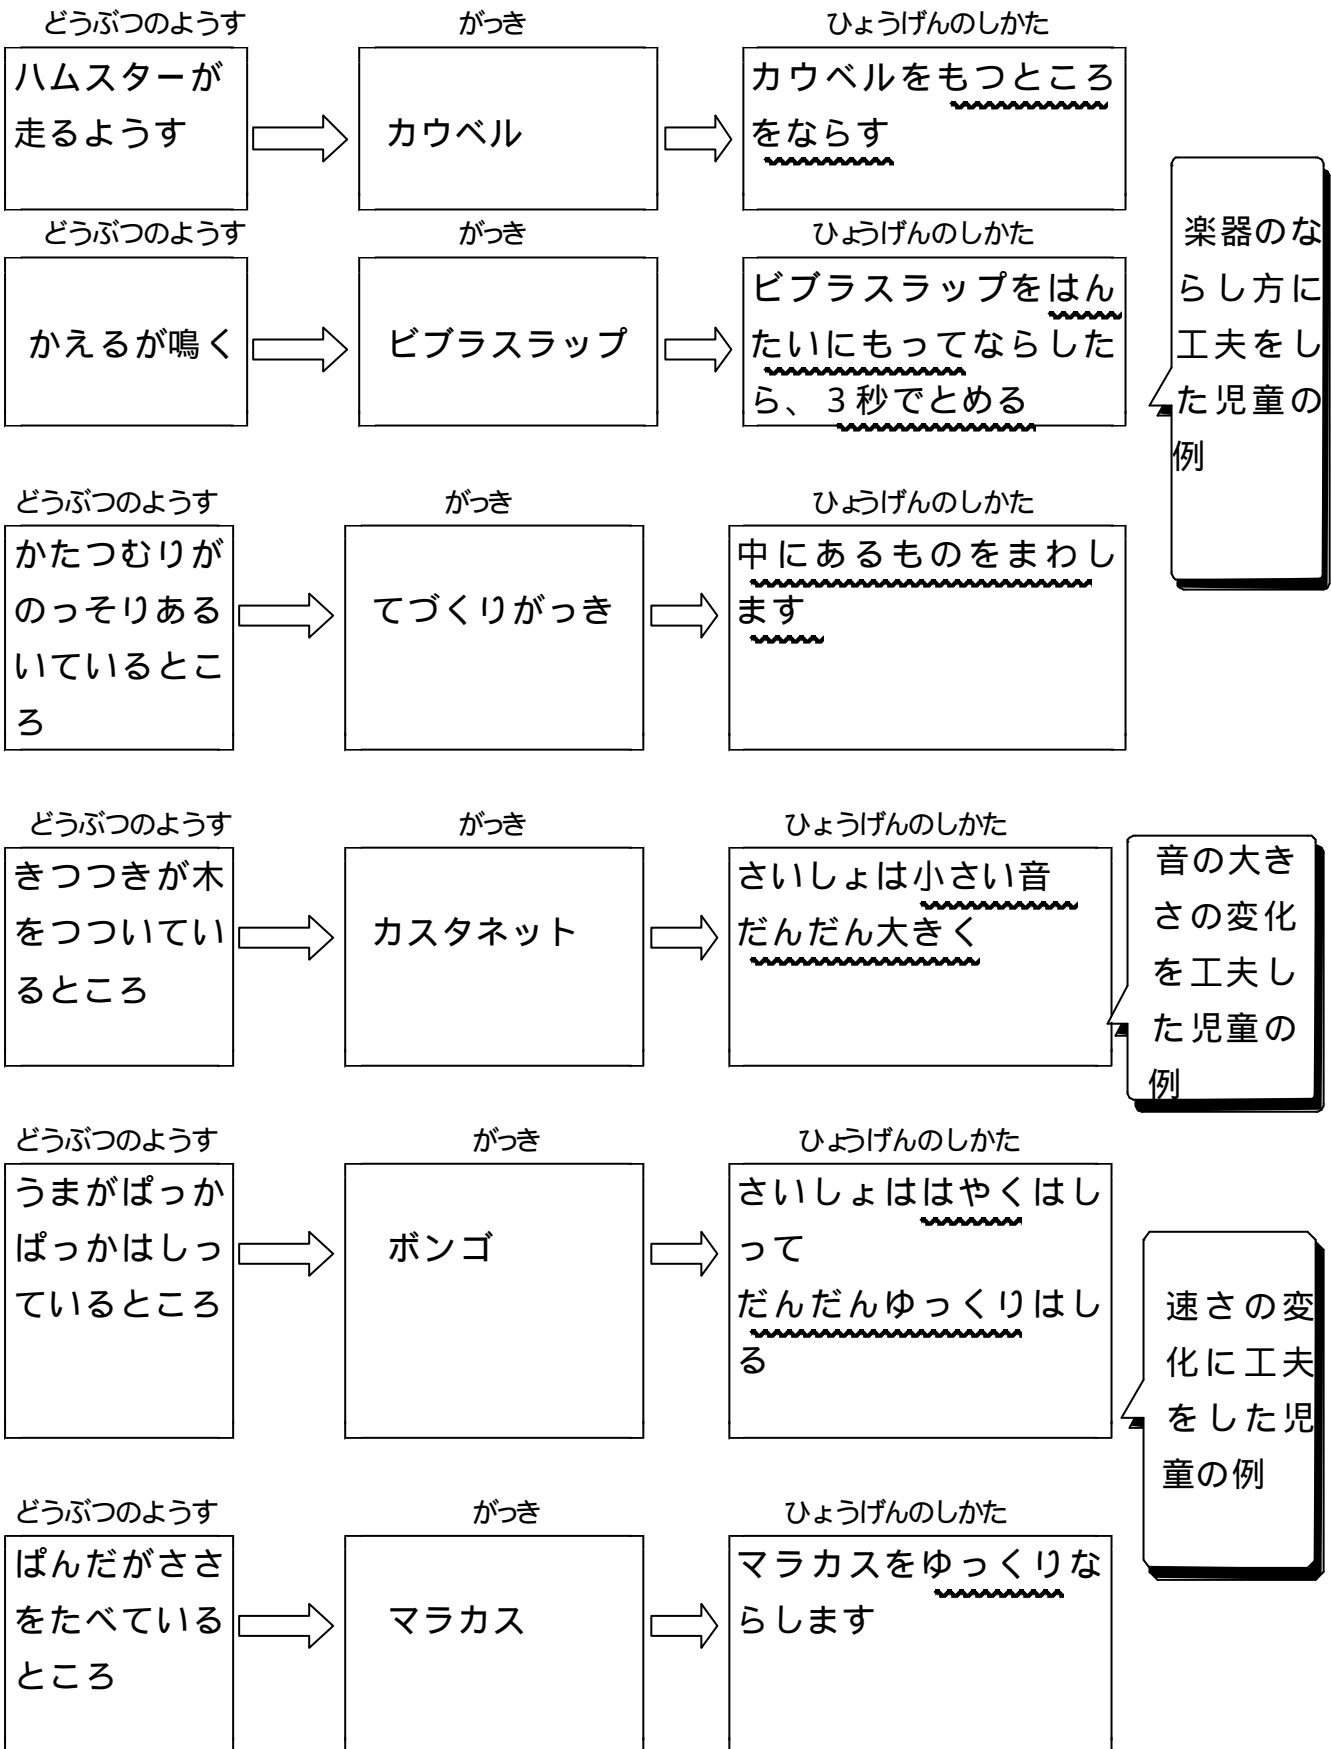 どうぶつのようす
がっき
ひょうげんのしかた
ハムスターが
走るようす
カウベル
カウベルをもつところ
をならす
どうぶつのようす
がっき
ひょうげんのしかた
かえるが鳴く
ビブラスラップ
ビブラスラップをはん
たいにもってならした
ら、3秒でとめる
楽器のな
らし方に
工夫をし
た児童の
例
どうぶつのようす
がっき
ひょうげんのしかた
かたつむりが
のっそりある
いているとこ
ろ
てづくりがっき
中にあるものをまわし
ます
どうぶつのようす
がっき
ひょうげんのしかた
きつつきが木
をつついてい
るところ
カスタネット
さいしょは小さい音
だんだん大きく
音の大き
さの変化
を工夫し
た児童の
例
どうぶつのようす
がっき
ひょうげんのしかた
うまがぱっか
ぱっかはしっ
ているところ
ボンゴ
さいしょははやくはし
って
だんだんゆっくりはし
る
速さの変
化に工夫
をした児
童の例
どうぶつのようす
がっき
ひょうげんのしかた
ぱんだがささ
をたべている
ところ
マラカス
マラカスをゆっくりな
らします